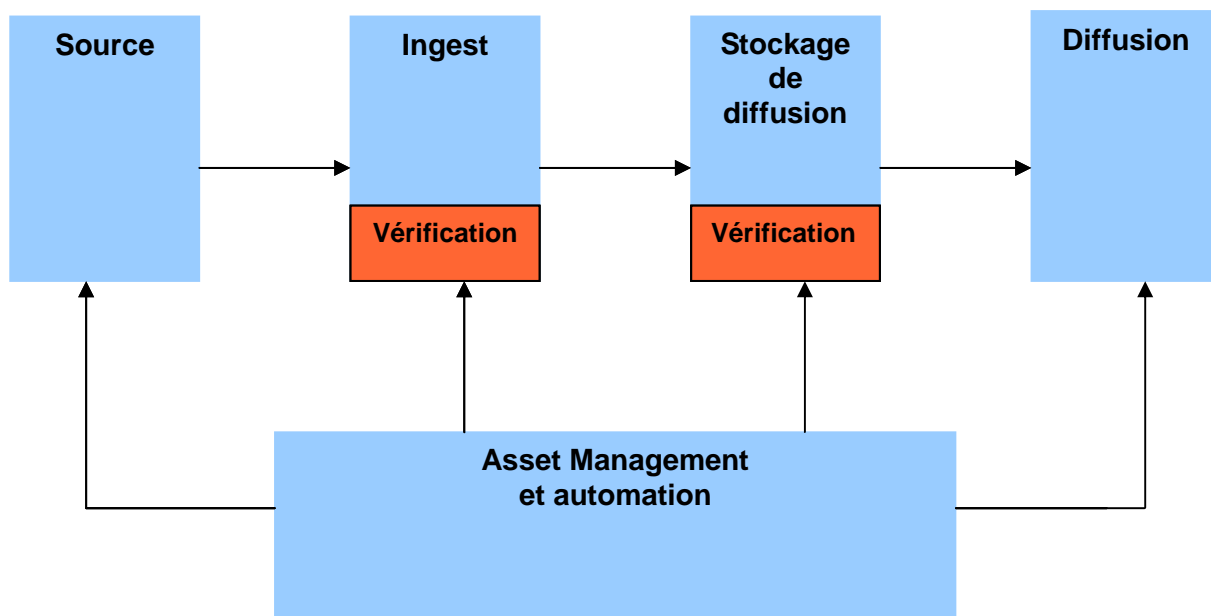 Source
Ingest
Stockage
de
diffusion
Diffusion
Vérification
Vérification
Asset Management
et automation